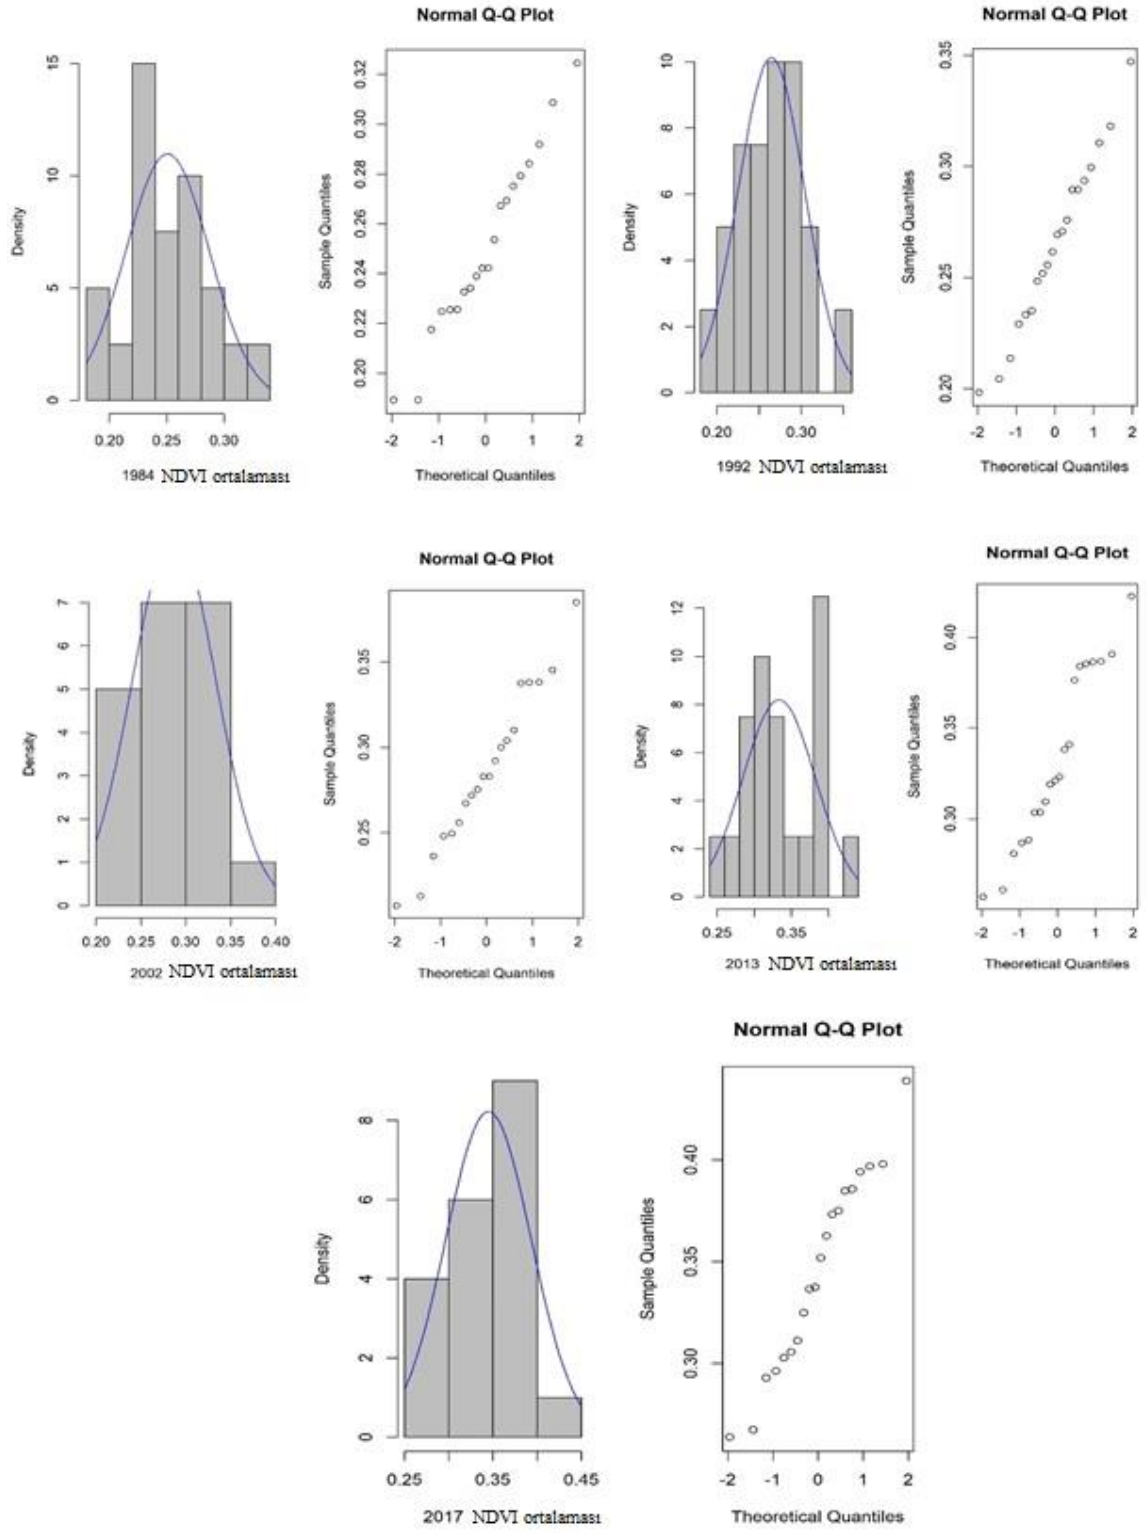 Normal Q-Q Plot
Density
15
10
5
0
0.20 0.25 0.30
1984 NDVI ortalaması
Sample Quantiles
0.32
0.30
0.28
0.26
0.24
0.22
0.20
-2 -1 0 1 2
Theoretical Quantiles
Normal Q-Q Plot
Density
10
8
6
4
2
0
0.20 0.30
1992 NDVI ortalaması
Sample Quantiles
0.35
0.30
0.25
0.20
-2 -1 0 1 2
Theoretical Quantiles
Normal Q-Q Plot
Density
7
6
5
4
3
2
1
0
0.20 0.25 0.30 0.35 0.40
2002 NDVI ortalaması
Sample Quantiles
0.35
0.30
0.25
-2 -1 0 1 2
Theoretical Quantiles
Normal Q-Q Plot
Density
12
10
8
6
4
2
0
0.25 0.35
2013 NDVI ortalaması
Sample Quantiles
0.40
0.35
0.30
-2 -1 0 1 2
Theoretical Quantiles
Normal Q-Q Plot
Density
8
6
4
2
0
0.25 0.35 0.45
2017 NDVI ortalaması
Sample Quantiles
0.40
0.35
0.30
-2 -1 0 1 2
Theoretical Quantiles